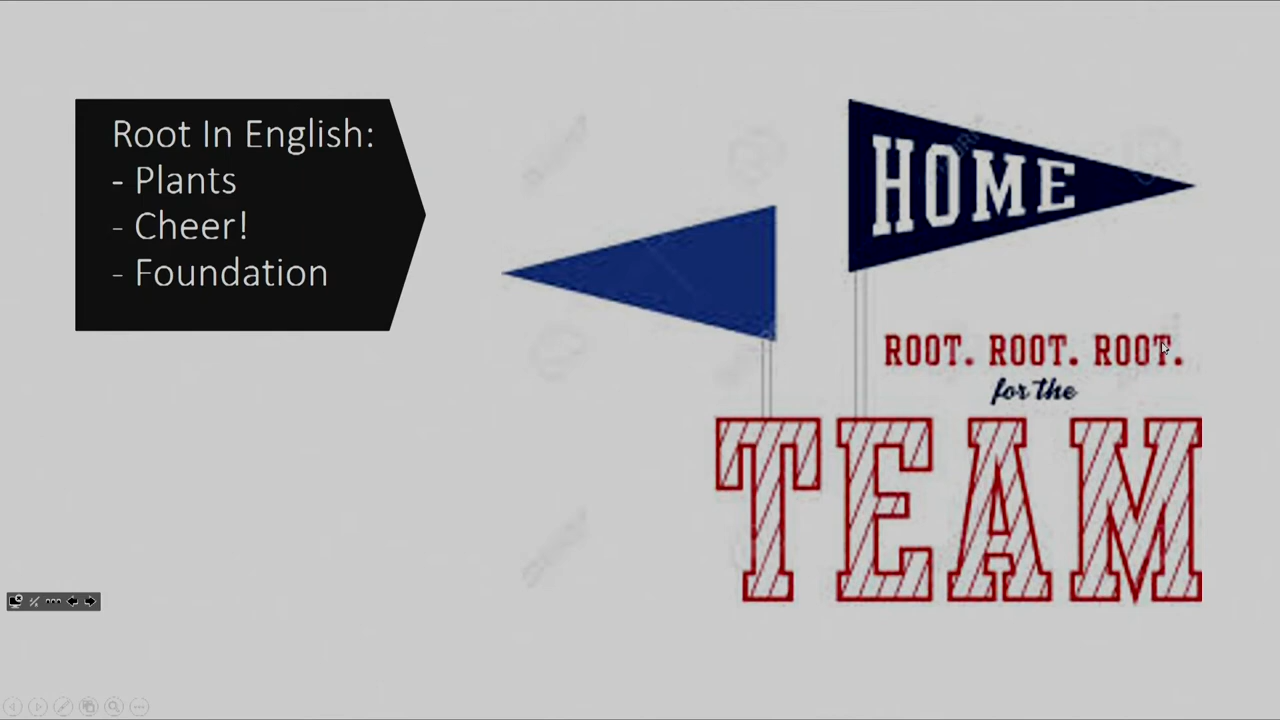 Root In English:
- Plants
- Cheer!
- Foundation
HOME
ROOT. ROOT. ROOT.
for the
TEAM